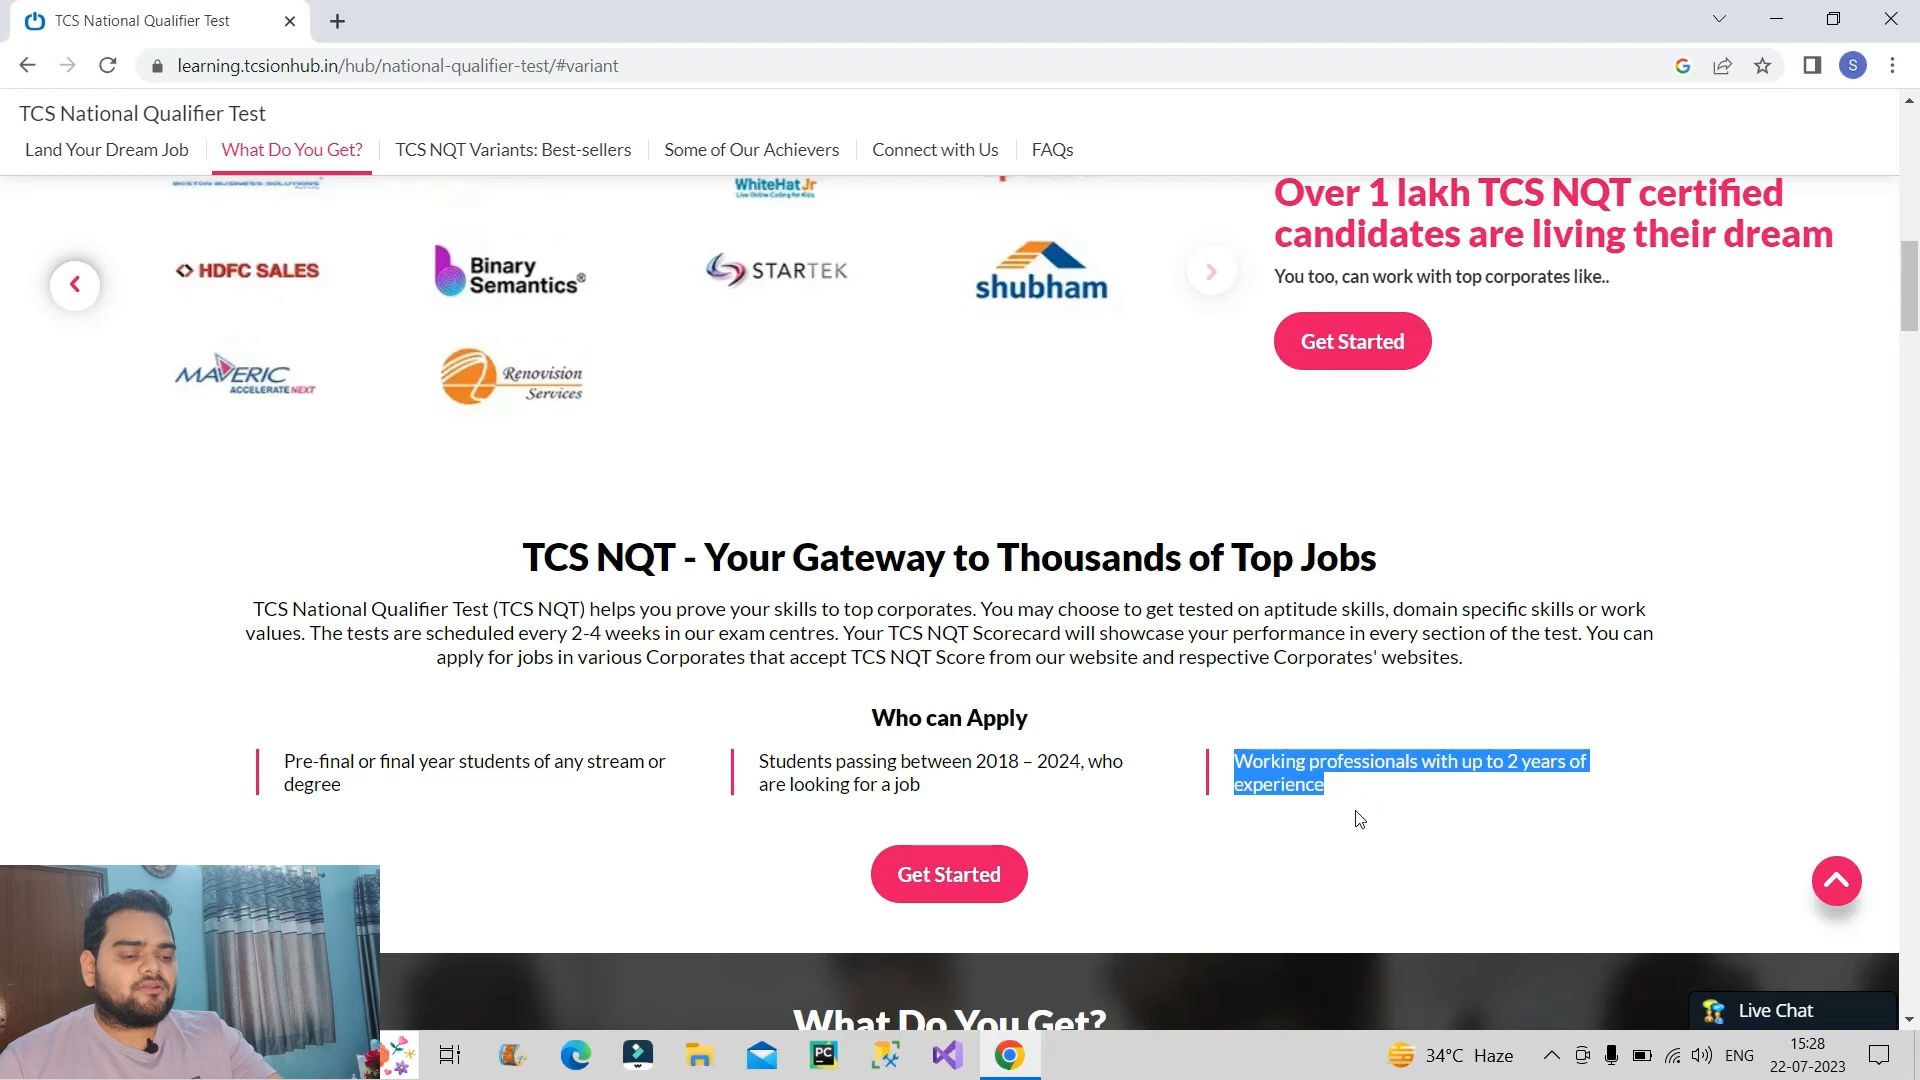 TCS National Qualifier Test
learning.tcsionhub.in/hub/national-qualifier-test/#variant
S
TCS National Qualifier Test
Land Your Dream Job
What Do You Get?
TCS NQT Variants: Best-sellers
Some of Our Achievers
Connect with Us
FAQs
BOSTON BUSINESS SOLUTIONS
WhiteHat Jr
Live Online Coding for Kids
HDFC SALES
Binary
Semantics®
STARTEK
shubham
MAVERIC
ACCELERATE NEXT
Renovision
Services
Over 1 lakh TCS NQT certified
candidates are living their dream
You too, can work with top corporates like..
Get Started
TCS NQT - Your Gateway to Thousands of Top Jobs
TCS National Qualifier Test (TCS NQT) helps you prove your skills to top corporates. You may choose to get tested on aptitude skills, domain specific skills or work
values. The tests are scheduled every 2-4 weeks in our exam centres. Your TCS NQT Scorecard will showcase your performance in every section of the test. You can
apply for jobs in various Corporates that accept TCS NQT Score from our website and respective Corporates' websites.
Who can Apply
Pre-final or final year students of any stream or
degree
Students passing between 2018 – 2024, who
are looking for a job
Working professionals with up to 2 years of
experience
Get Started
What Do You Get?
Live Chat
PC
34°C Haze
ENG
15:28
22-07-2023